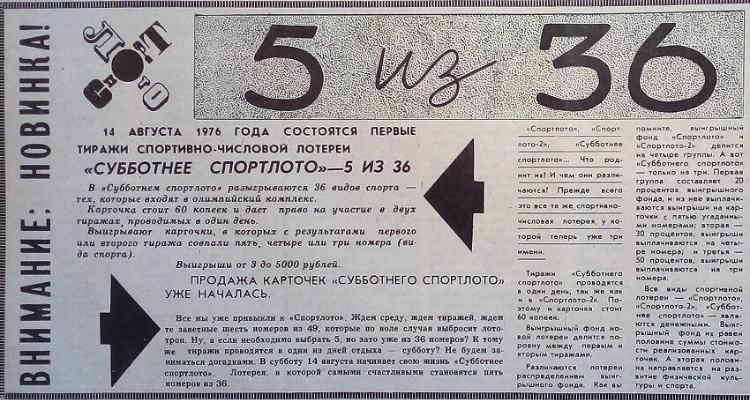 ВНИМАНИЕ: НОВИНКА!
СПОРТ
ЛОТО
5 из 36
14 АВГУСТА 1976 ГОДА СОСТОЯТСЯ ПЕРВЫЕ
ТИРАЖИ СПОРТИВНО-ЧИСЛОВОЙ ЛОТЕРЕИ
«СУББОТНЕЕ СПОРТЛОТО»—5 ИЗ 36
В «Субботнем спортлото» разыгрываются 36 видов спорта —
тех, которые входят в олимпийский комплекс.
Карточка стоит 60 копеек и дает право на участие в двух
тиражах, проводимых в один день.
Выигрывают карточки, в которых с результатами первого
или второго тиража совпали пять, четыре или три номера (ви-
да спорта).
Выигрыши от 3 до 5000 рублей.
ПРОДАЖА КАРТОЧЕК «СУББОТНЕГО СПОРТЛОТО»
УЖЕ НАЧАЛАСЬ.
Все мы уже привыкли к «Спортлото». Ждем среду, ждем тиражей, ждем
те заветные шесть номеров из 49, которые по воле случая выбросит лото-
трон. Ну, а если необходимо выбрать 5, но зато уже из 36 номеров? К тому
же тиражи проводятся в один из дней отдыха — субботу? Не будем за-
ниматься догадками. В субботу 14 августа начинает свою жизнь «Субботнее
спортлото». Лотерея, в которой самыми счастливыми становятся пять
номеров из 36.
«Спортлото», «Спорт-
лото-2», «Субботнее
спортлото»... Что род-
нит их? И чем они разли-
чаются? Прежде всего
это все та же спортивно-
числовая лотерея, у ко-
торой теперь уже три
имени.
Тиражи «Субботнего
спортлото» проводятся
в один день, так же как
и в «Спортлото-2». По-
этому и карточка стоит
60 копеек.
Выигрышный фонд но-
вой лотереи делится по-
ровну между первым и
вторым тиражами.
Различаются лотереи
распределением выиг-
рышного фонда. Как вы
помните, выигрышный
фонд «Спортлото» и
«Спортлото-2» делится
на четыре группы. А вот
«Субботнего спортлото»
— только на три. Первая
группа составляет 20
процентов выигрышного
фонда, и из нее выплачи-
ваются выигрыши на кар-
точки с пятью угаданны-
ми номерами; вторая —
30 процентов, выигрыши
выплачиваются на четы-
ре номера; и третья —
50 процентов, выигрыши
выплачиваются на три
номера.
Все виды спортивной
лотереи — «Спортлото»,
«Спортлото-2», «Суббот-
нее спортлото» — явля-
ются денежными. Выиг-
рышный фонд их равен
половине суммы стоимо-
сти реализованных кар-
точек. А вторая полови-
на направляется на раз-
витие физической куль-
туры и спорта.